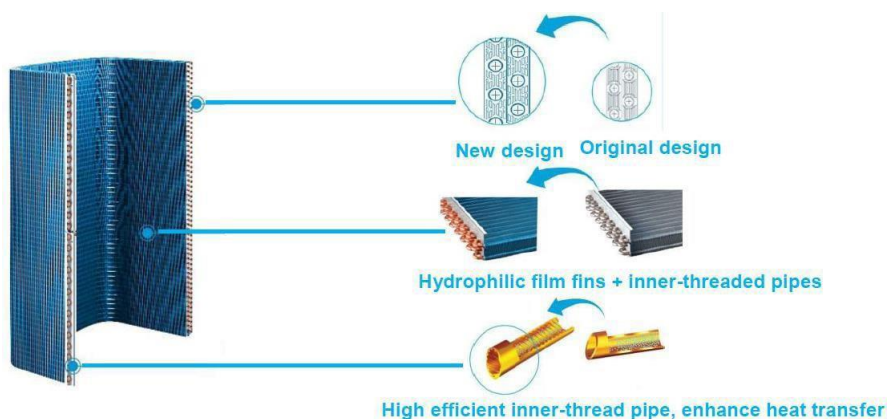 New design
Original design
Hydrophilic film fins + inner-threaded pipes
High efficient inner-thread pipe, enhance heat transfer